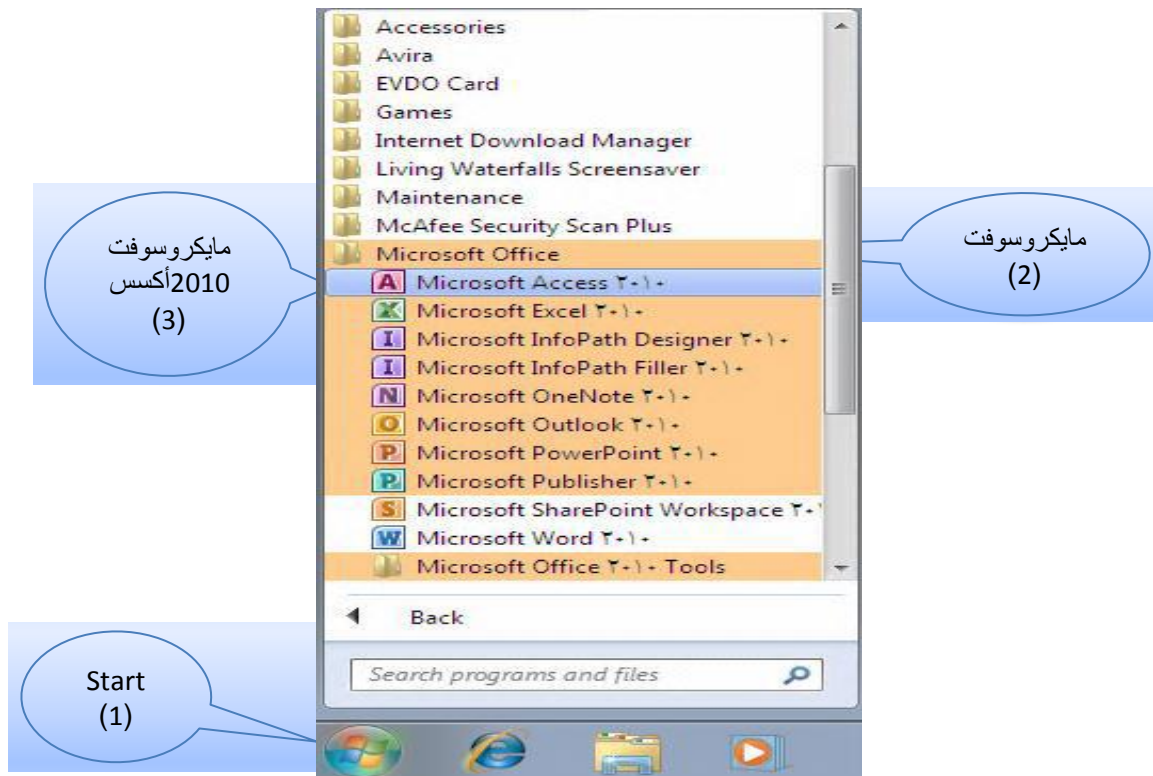 Accessories
Avira
EVDO Card
Games
Internet Download Manager
Living Waterfalls Screensaver
Maintenance
McAfee Security Scan Plus
Microsoft Office
Microsoft Access ٢٠١٠
Microsoft Excel ٢٠١٠
Microsoft InfoPath Designer ٢٠١٠
Microsoft InfoPath Filler ٢٠١٠
Microsoft OneNote ٢٠١٠
Microsoft Outlook ٢٠١٠
Microsoft PowerPoint ٢٠١٠
Microsoft Publisher ٢٠١٠
Microsoft SharePoint Workspace
Microsoft Word ٢٠١٠
Microsoft Office ٢٠١٠ Tools
Back
Search programs and files
مايكروسوفت
(2)
مايكروسوفت
2010أكسس
(3)
Start
(1)